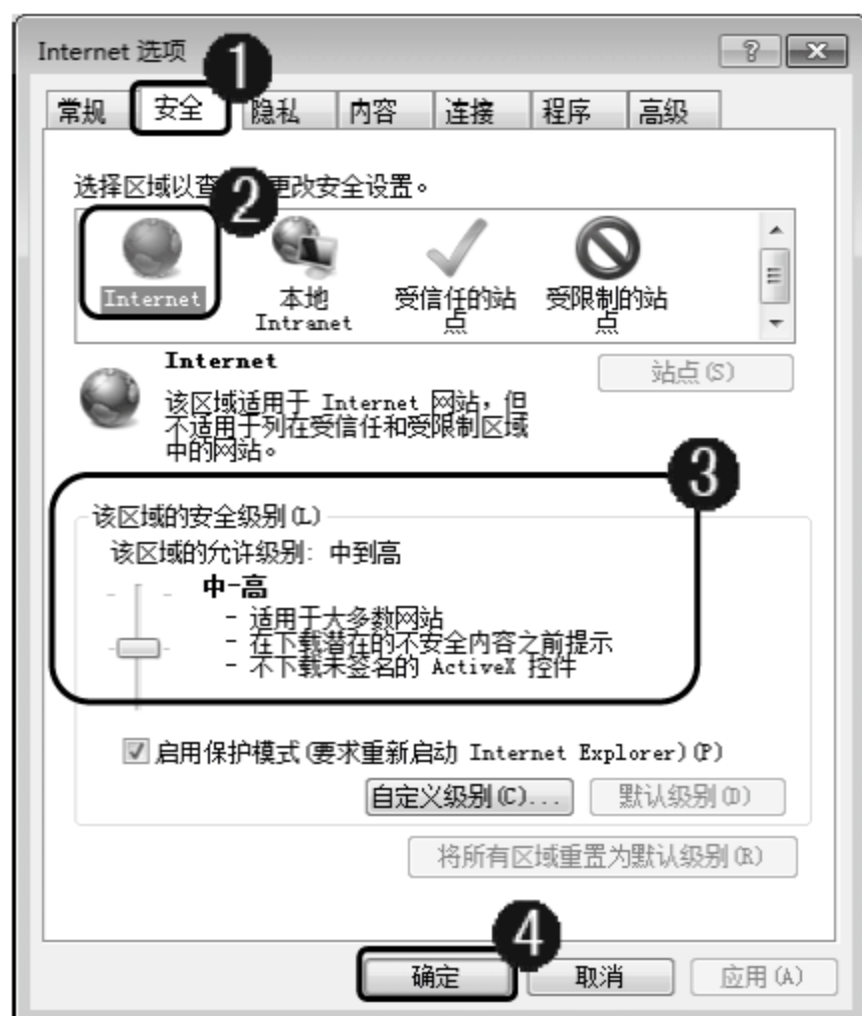 Internet 选项
1
常规 安全 隐私 内容 连接 程序 高级
选择区域以查 更改安全设置。
2
Internet
本地
Intranet
受信任的站
点
受限制的站
点
Internet
站点(S)
该区域适用于 Internet 网站，但
不适用于列在受信任和受限制区域
中的网站。
3
该区域的安全级别(L)
该区域的允许级别: 中到高
中-高
- 适用于大多数网站
- 在下载潜在的不安全内容之前提示
- 不下载未签名的 ActiveX 控件
启用保护模式(要求重新启动 Internet Explorer)(P)
自定义级别(C)... 默认级别(D)
将所有区域重置为默认级别(R)
4
确定 取消 应用(A)